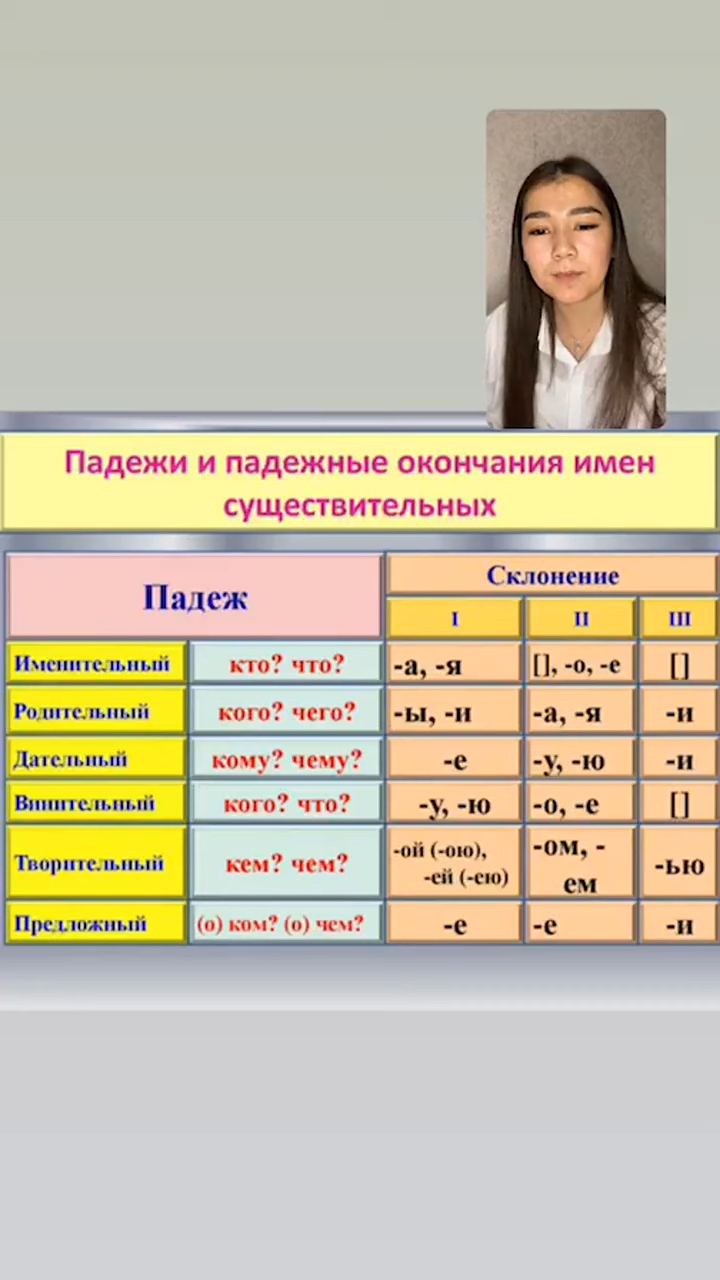 Падежи и падежные окончания имен
существительных
Падеж
Склонение
I II III
Именительный кто? что? -а, -я [], -о, -е []
Родительный кого? чего? -ы, -и -а, -я -и
Дательный кому? чему? -е -у, -ю -и
Винительный кого? что? -у, -ю -о, -е []
Творительный кем? чем? -ой (-ою), -ей (-ею) -ом, -ем -ью
Предложный (о) ком? (о) чем? -е -е -и